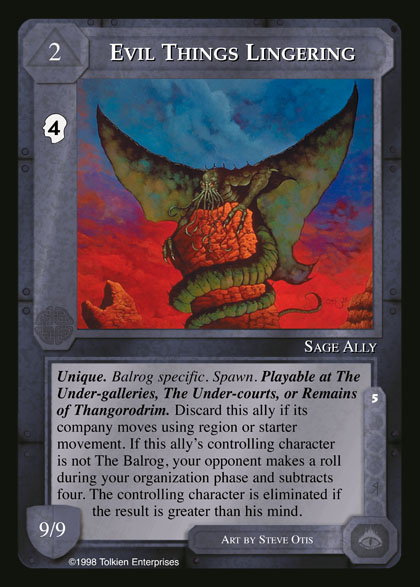 2
EVIL THINGS LINGERING
4
SAGE ALLY
Unique. Balrog specific. Spawn. Playable at The
Under-galleries, The Under-courts, or Remains
of Thangorodrim. Discard this ally if its
company moves using region or starter
movement. If this ally's controlling character
is not The Balrog, your opponent makes a roll
during your organization phase and subtracts
four. The controlling character is eliminated if
the result is greater than his mind.
5
9/9
ART BY STEVE OTIS
©1998 Tolkien Enterprises